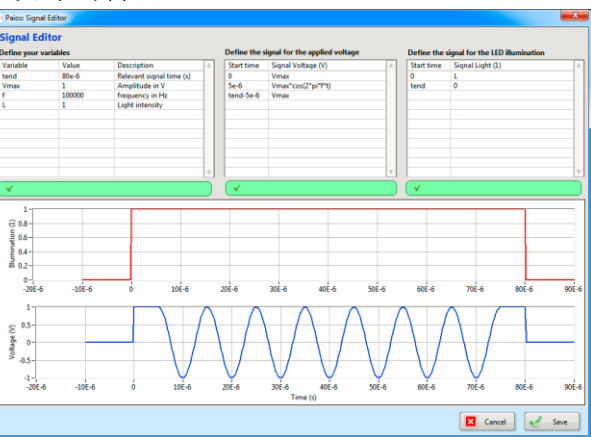 Paios: Signal Editor
Signal Editor
Define your variables
Variable Value Description
tend 80e-6 Relevant signal time (s)
Vmax 1 Amplitude in V
f 100000 frequency in Hz
L 1 Light intensity
Define the signal for the applied voltage
Start time Signal Voltage (V)
0 Vmax
5e-6 Vmax*cos(2*pi*f*t)
tend-5e-6 Vmax
Define the signal for the LED illumination
Start time Signal Light (1)
0 L
tend 0
Illumination (1)
1
0.8
0.6
0.4
0.2
0
-20E-6 -10E-6 0 10E-6 20E-6 30E-6 40E-6 50E-6 60E-6 70E-6 80E-6 90E-6
Voltage (V)
1
0.5
0
-0.5
-1
-20E-6 -10E-6 0 10E-6 20E-6 30E-6 40E-6 50E-6 60E-6 70E-6 80E-6 90E-6
Time (s)
Cancel Save